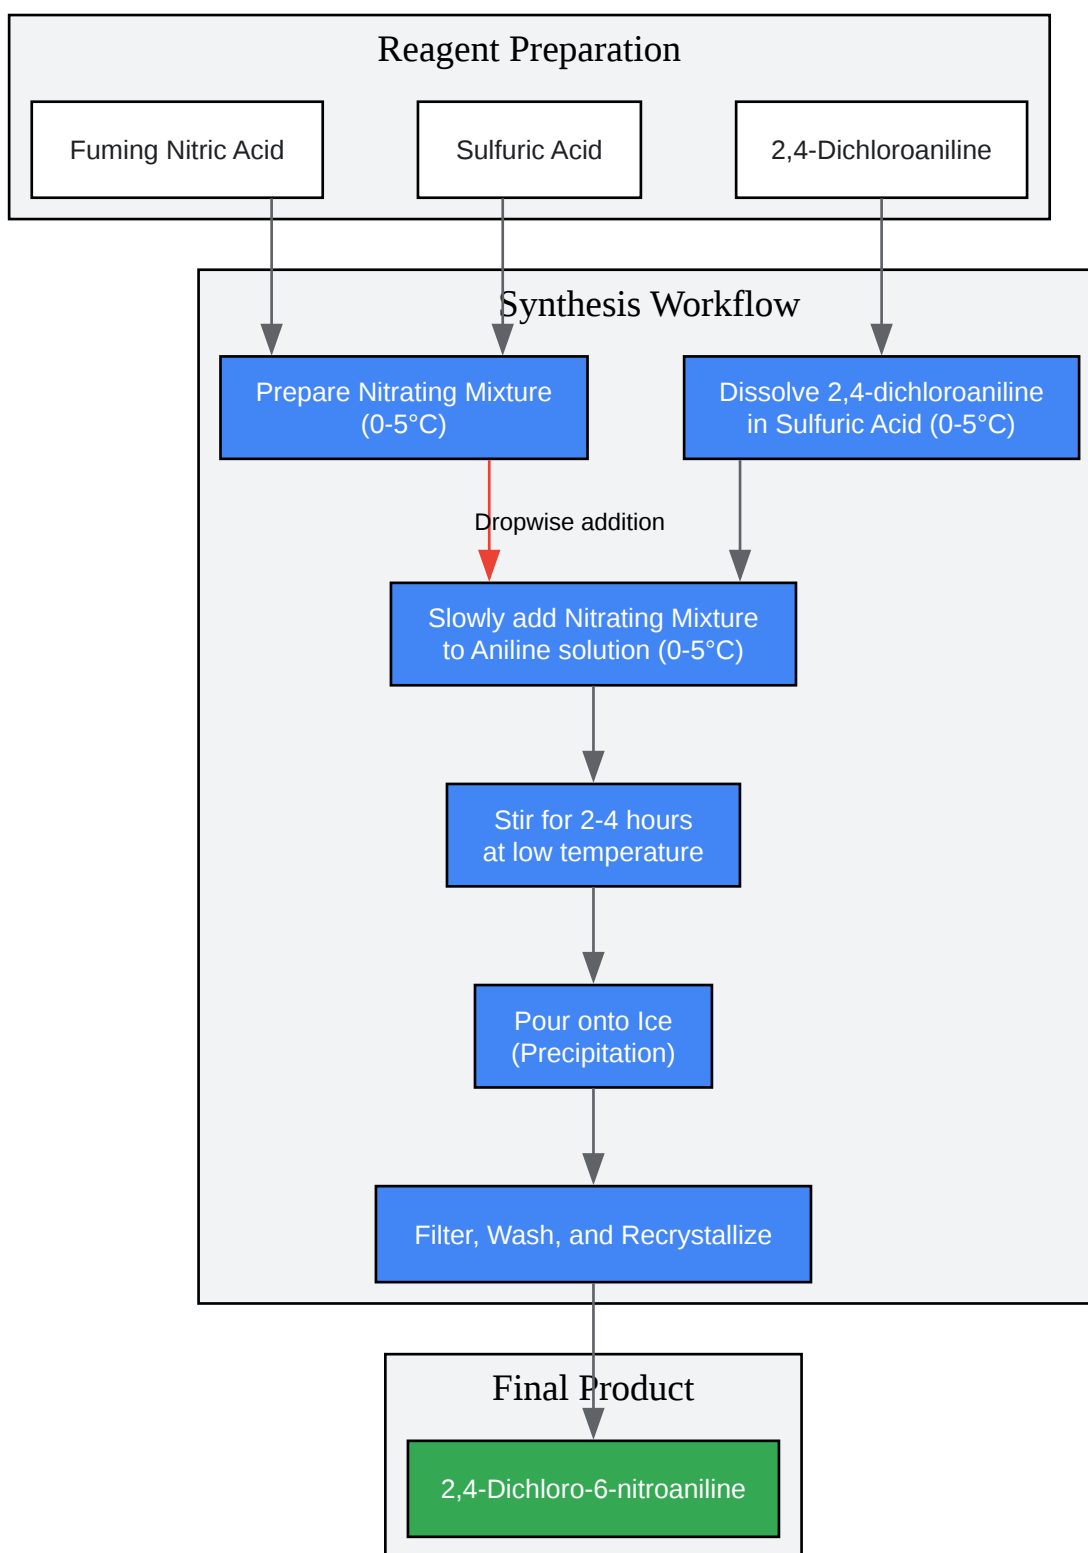 Reagent Preparation
Fuming Nitric Acid
Sulfuric Acid
2,4-Dichloroaniline
Synthesis Workflow
Prepare Nitrating Mixture
(0-5°C)
Dissolve 2,4-dichloroaniline
in Sulfuric Acid (0-5°C)
Dropwise addition
Slowly add Nitrating Mixture
to Aniline solution (0-5°C)
Stir for 2-4 hours
at low temperature
Pour onto Ice
(Precipitation)
Filter, Wash, and Recrystallize
Final Product
2,4-Dichloro-6-nitroaniline